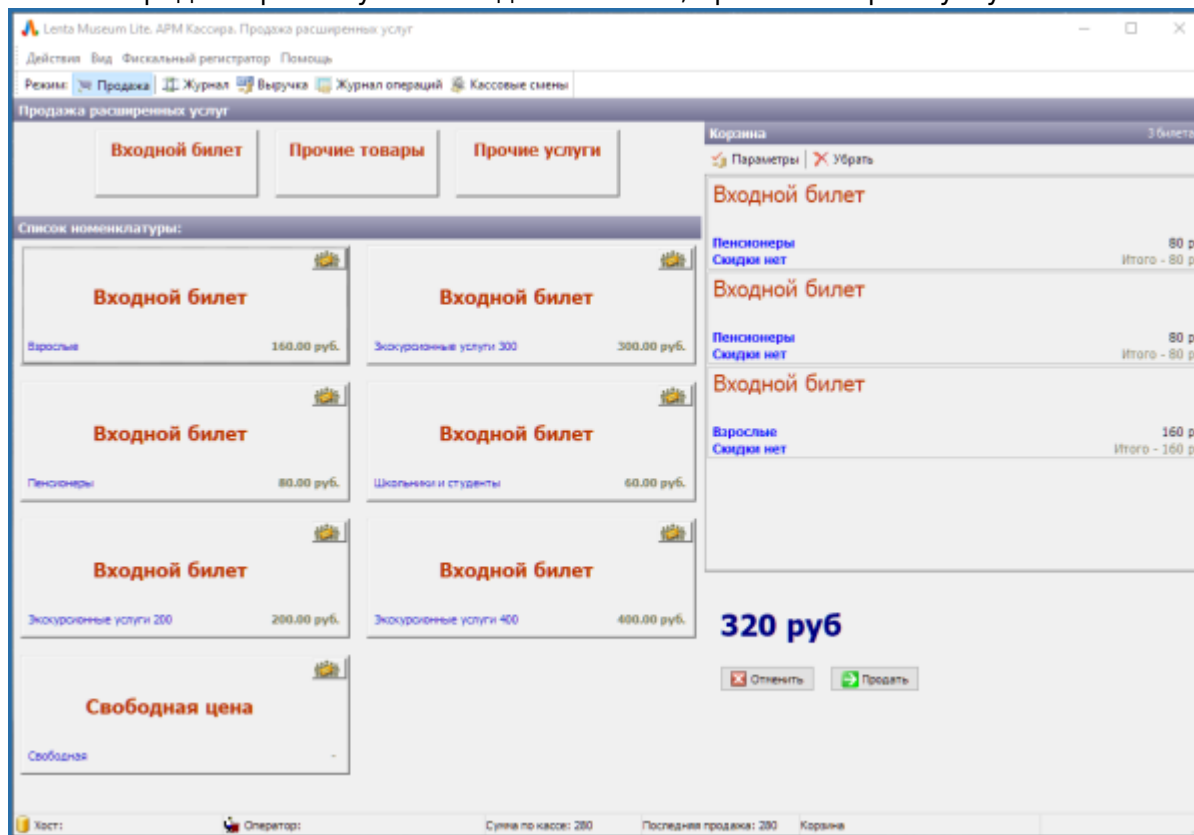 Lenta Museum Lite. АРМ Кассира. Продажа расширенных услуг
Действия Вид Фискальный регистратор Помощь
Режим: Продажа Журнал Выручка Журнал операций Кассовые смены
Продажа расширенных услуг
Входной билет Прочие товары Прочие услуги
Список номенклатуры:
Входной билет
Взрослые 160.00 руб.
Входной билет
Экскурсионные услуги 300 300.00 руб.
Входной билет
Пенсионеры 80.00 руб.
Входной билет
Школьники и студенты 60.00 руб.
Входной билет
Экскурсионные услуги 200 200.00 руб.
Входной билет
Экскурсионные услуги 400 400.00 руб.
Свободная цена
Свободная -
Корзина 3 билета
Параметры Убрать
Входной билет
Пенсионеры 80 р
Скидки нет Итого - 80 р
Входной билет
Пенсионеры 80 р
Скидки нет Итого - 80 р
Входной билет
Взрослые 160 р
Скидки нет Итого - 160 р
320 руб
Отменить Продать
Хост: Оператор: Сумма по кассе: 280 Последняя продажа: 280 Корзина